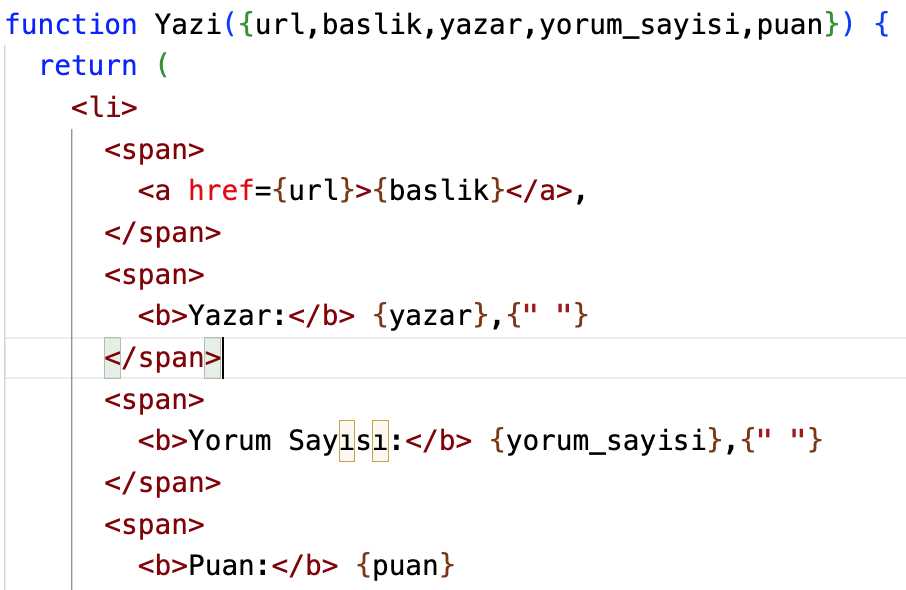 function Yazi({url,baslik,yazar,yorum_sayisi,puan}) {
  return (
    <li>
      <span>
        <a href={url}>{baslik}</a>,
      </span>
      <span>
        <b>Yazar:</b> {yazar},{" "}
      </span>
      <span>
        <b>Yorum Sayısı:</b> {yorum_sayisi},{" "}
      </span>
      <span>
        <b>Puan:</b> {puan}